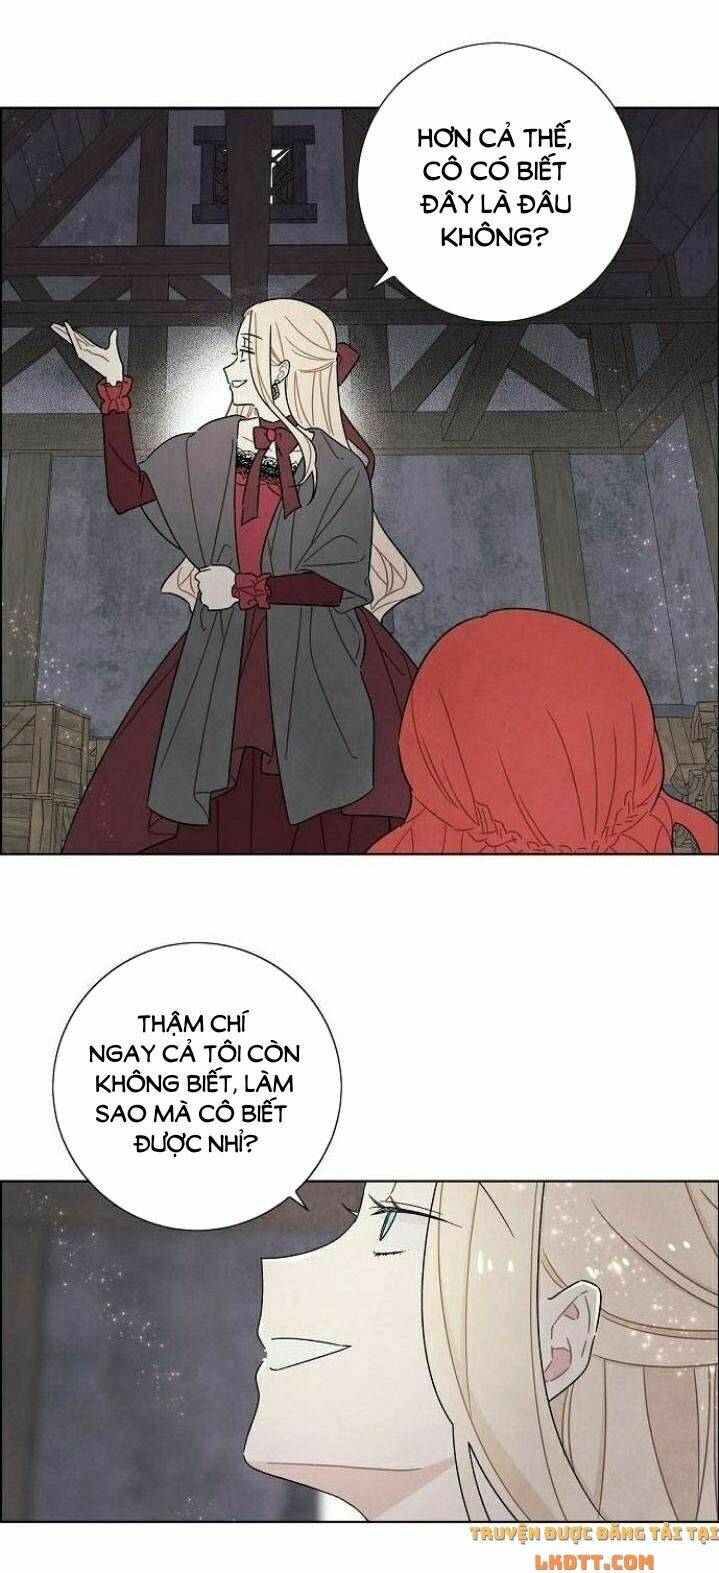 HƠN CẢ THẾ,
CÔ CÓ BIẾT
ĐÂY LÀ ĐÂU
KHÔNG?
THẬM CHÍ
NGAY CẢ TÔI CÒN
KHÔNG BIẾT, LÀM
SAO MÀ CÔ BIẾT
ĐƯỢC NHỈ?
TRUYỆN ĐƯỢC ĐĂNG TẢI TẠI
LKDTT.COM